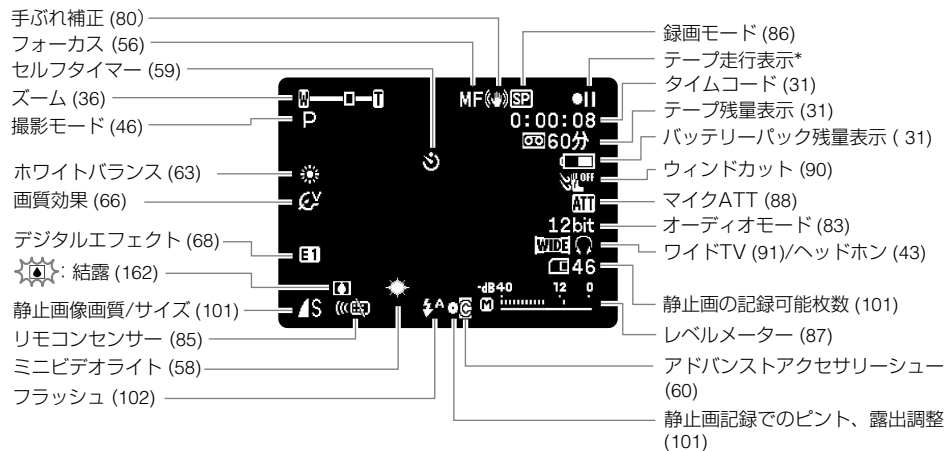 手ぶれ補正 (80)
フォーカス (56)
セルフタイマー (59)
ズーム (36)
撮影モード (46)
ホワイトバランス (63)
画質効果 (66)
デジタルエフェクト (68)
: 結露 (162)
静止画像画質/サイズ (101)
リモコンセンサー (85)
ミニビデオライト (58)
フラッシュ (102)
W T
P
V
E1
S
A
MF SP
0:00:08
60分
OFF
ATT
12bit
WIDE
46
-dB40 12 0
M
C
録画モード (86)
テープ走行表示*
タイムコード (31)
テープ残量表示 (31)
バッテリーパック残量表示 ( 31)
ウィンドカット (90)
マイクATT (88)
オーディオモード (83)
ワイドTV (91)/ヘッドホン (43)
静止画の記録可能枚数 (101)
レベルメーター (87)
アドバンストアクセサリーシュー
(60)
静止画記録でのピント、露出調整
(101)